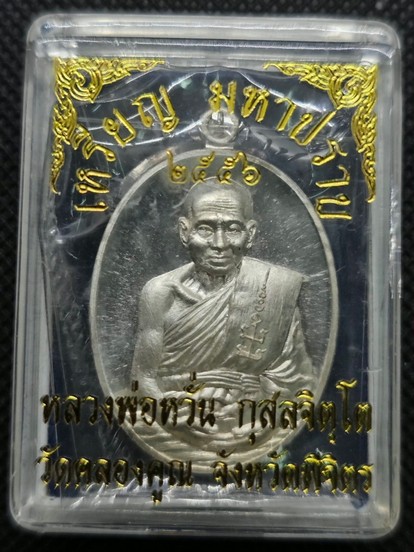 เหรียญ มหาปราบ
๒๕๕๖
หลวงพ่อหวั่น กุสลจิตฺโต
วัดคลองคูณ จังหวัดพิจิตร